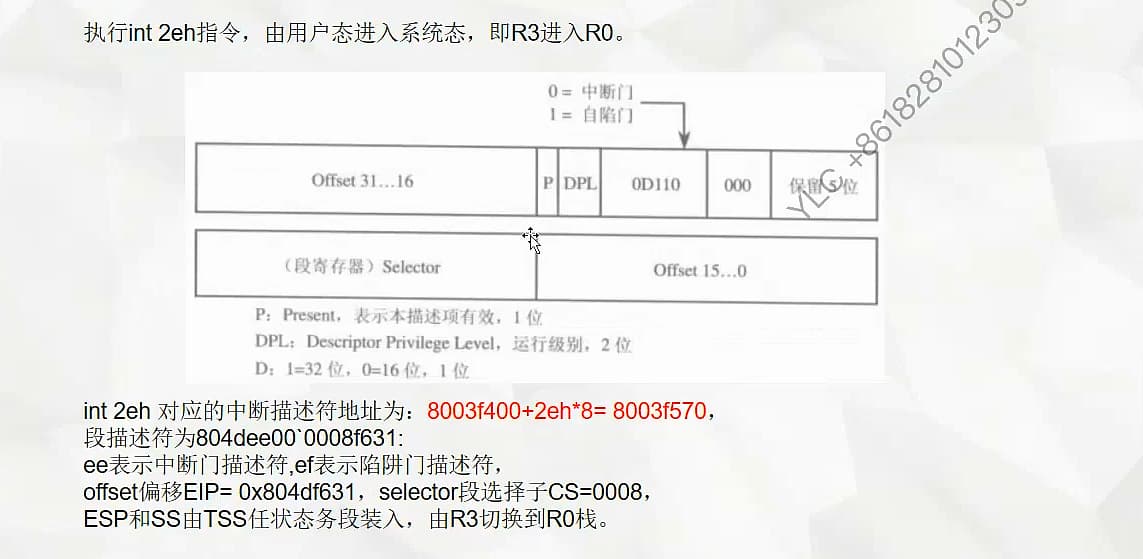 执行int 2eh指令，由用户态进入系统态，即R3进入R0。
YLC +8618281012303
0= 中断门
1= 自陷门
Offset 31…16 P DPL 0D110 000 保留 5 位
（段寄存器）Selector Offset 15…0
P：Present，表示本描述项有效，1 位
DPL：Descriptor Privilege Level，运行级别，2 位
D：1=32 位，0=16 位，1 位
int 2eh 对应的中断描述符地址为：8003f400+2eh*8= 8003f570，
段描述符为804dee00`0008f631:
ee表示中断门描述符,ef表示陷阱门描述符，
offset偏移EIP= 0x804df631，selector段选择子CS=0008，
ESP和SS由TSS任状态务段装入，由R3切换到R0栈。